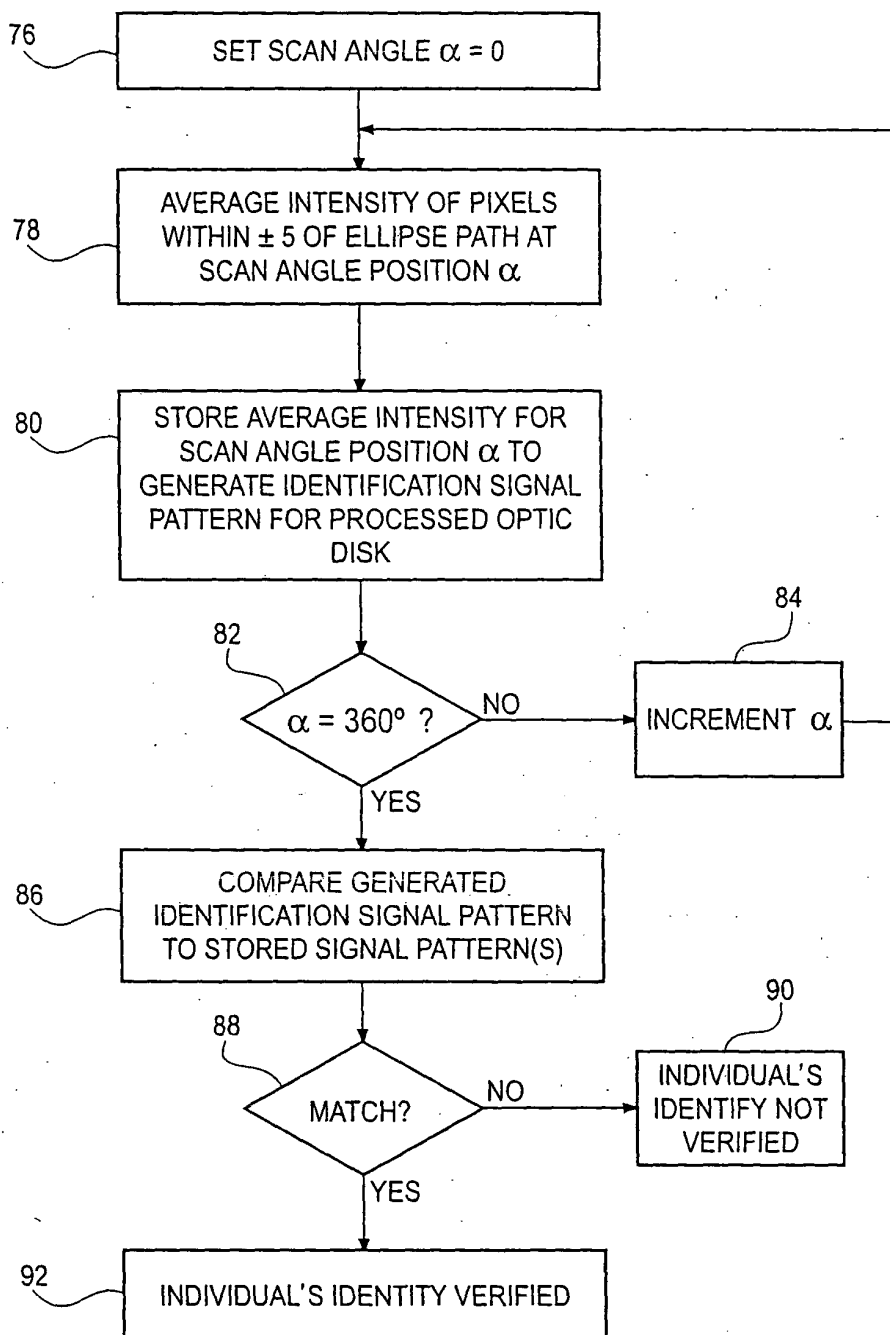 76
SET SCAN ANGLE α = 0
78
AVERAGE INTENSITY OF PIXELS
WITHIN ± 5 OF ELLIPSE PATH AT
SCAN ANGLE POSITION α
80
STORE AVERAGE INTENSITY FOR
SCAN ANGLE POSITION α TO
GENERATE IDENTIFICATION SIGNAL
PATTERN FOR PROCESSED OPTIC
DISK
82
α = 360º ?
NO
84
INCREMENT α
YES
86
COMPARE GENERATED
IDENTIFICATION SIGNAL PATTERN
TO STORED SIGNAL PATTERN(S)
88
MATCH?
NO
90
INDIVIDUAL'S
IDENTIFY NOT
VERIFIED
YES
92
INDIVIDUAL'S IDENTITY VERIFIED